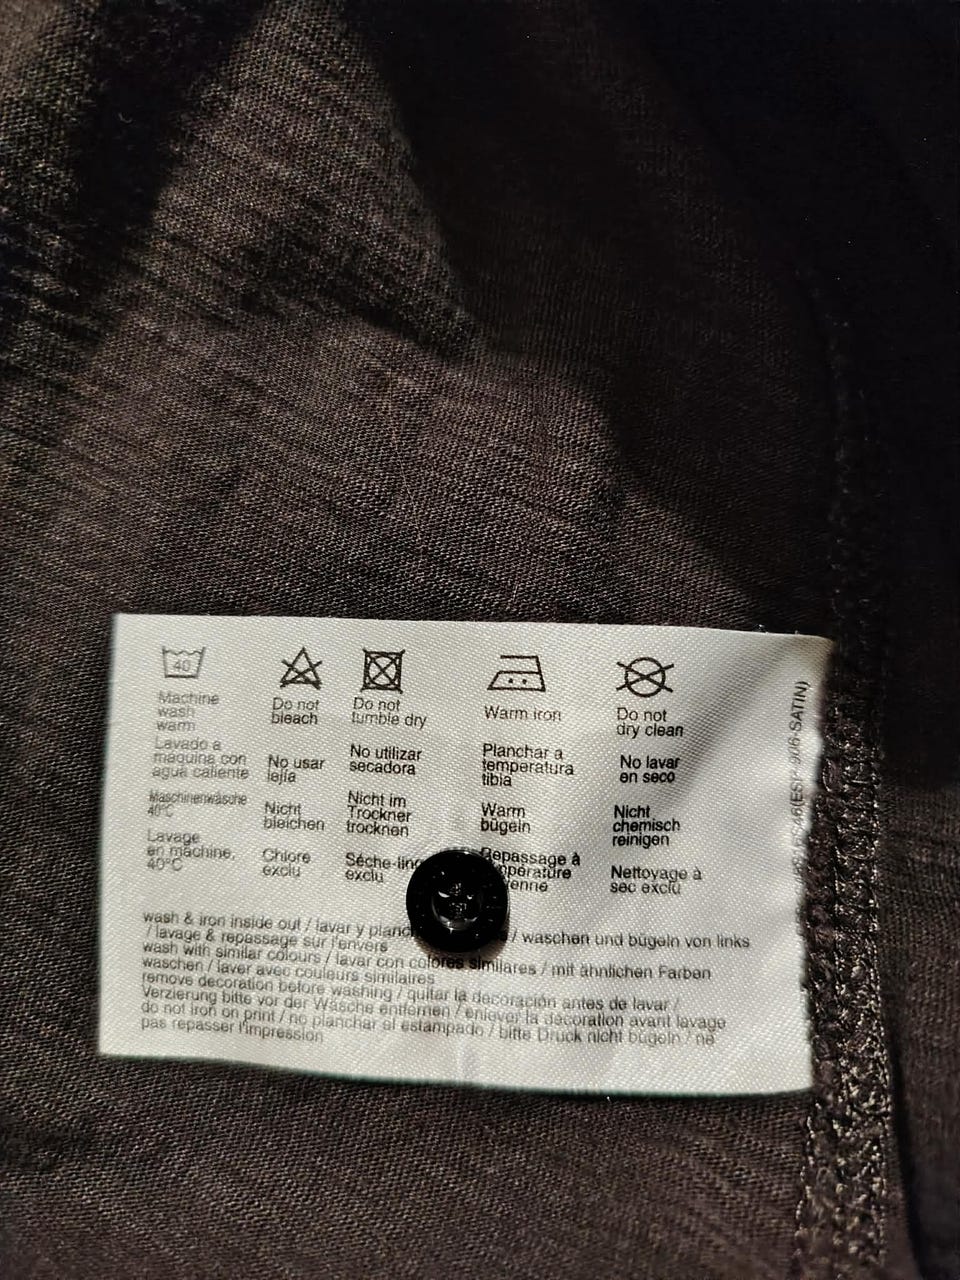 40
Machine
wash
warm
Lavado a
máquina con
agua caliente
Maschinenwäsche
40°C
Lavage
en machine,
40°C
Do not
bleach
No usar
lejía
Nicht
bleichen
Chlore
exclu
Do not
tumble dry
No utilizar
secadora
Nicht im
Trockner
trocknen
Séche-ling
exclu
Warm iron
Planchar a
temperatura
tibia
Warm
bügeln
Repassage à
Do not
dry clean
No lavar
en seco
Nicht
chemisch
reinigen
Nettoyage à
sec exclu
wash & iron inside out / lavar y / waschen und bügeln von links
/ lavage & repassage sur l'envers
wash with similar colours / lavar con colores similares / mit ähnlichen Farben
waschen / laver avec couleurs similaires
remove decoration before washing / quitar la decoración antes de lavar /
Verzierung bitte vor der Wäsche entfernen / enlever la décoration avant lavage
do not iron on print / no planchar el estampado / bitte Druck nicht bügeln / ne
pas repasser l'impression
SATIN)